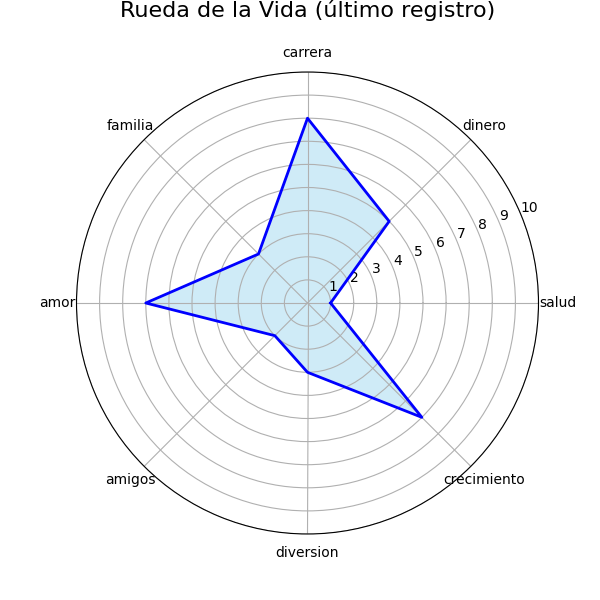 Rueda de la Vida (último registro)
carrera
familia
dinero
10
9
8
7
6
5
4
3
2
1
amor
salud
amigos
crecimiento
diversion